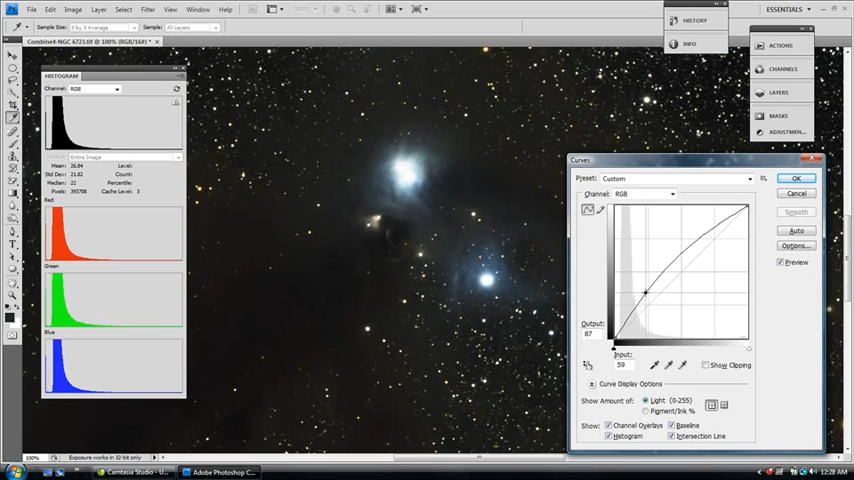 Ps File Edit Image Layer Select Filter Analysis 3D View Window Help 100%
ESSENTIALS
Sample Size: 3 by 3 Average Sample: All Layers
Combine4-NGC 6723.tif @ 100% (RGB/16#) *
HISTORY
INFO
ACTIONS
CHANNELS
LAYERS
MASKS
ADJUSTMEN...
HISTOGRAM
Channel: RGB
Source: Entire Image
Mean: 26.84 Level:
Std Dev: 21.82 Count:
Median: 22 Percentile:
Pixels: 393708 Cache Level: 3
Red
Green
Blue
Curves
Preset: Custom
OK
Channel: RGB
Cancel
Smooth
Auto
Options...
Preview
Output:
87
Input:
59
Show Clipping
Curve Display Options
Show Amount of: Light (0-255)
Pigment/Ink %
Show: Channel Overlays Baseline
Histogram Intersection Line
100% Exposure works in 32-bit only
Camtasia Studio - U... Adobe Photoshop C... 12:28 AM